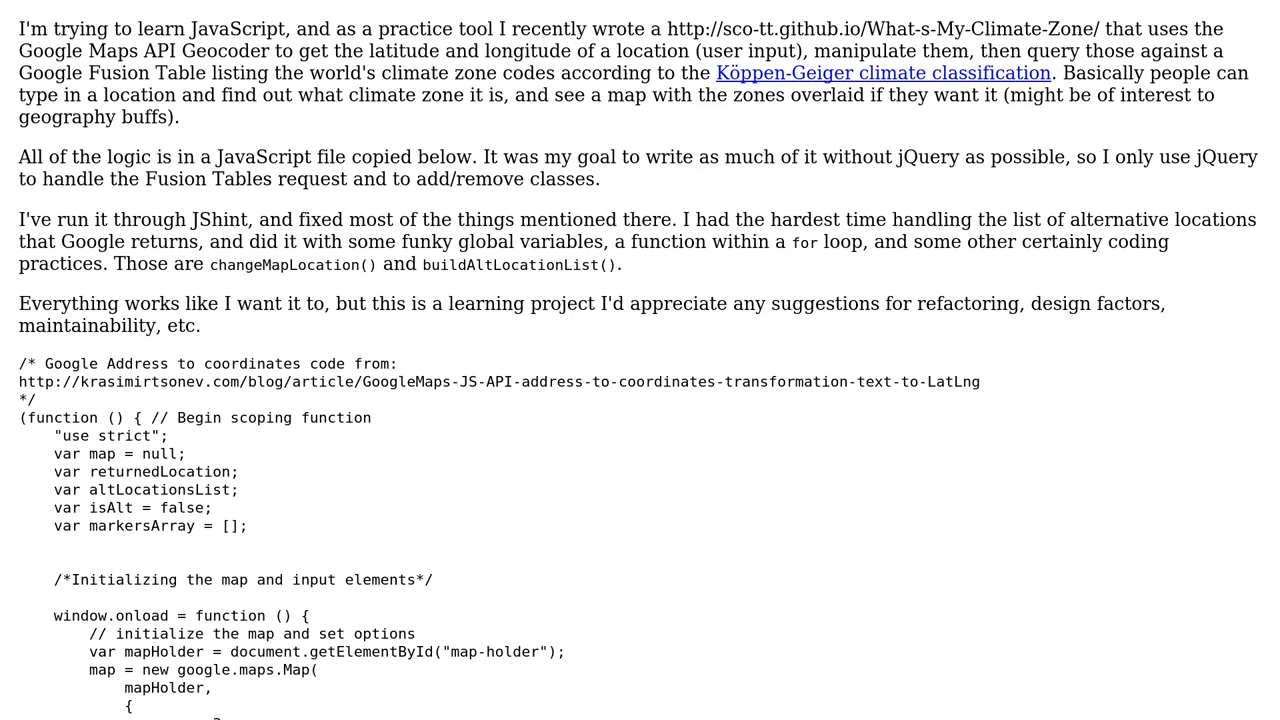 I'm trying to learn JavaScript, and as a practice tool I recently wrote a http://sco-tt.github.io/What-s-My-Climate-Zone/ that uses the
Google Maps API Geocoder to get the latitude and longitude of a location (user input), manipulate them, then query those against a
Google Fusion Table listing the world's climate zone codes according to the Köppen-Geiger climate classification. Basically people can
type in a location and find out what climate zone it is, and see a map with the zones overlaid if they want it (might be of interest to
geography buffs).
All of the logic is in a JavaScript file copied below. It was my goal to write as much of it without jQuery as possible, so I only use jQuery
to handle the Fusion Tables request and to add/remove classes.
I've run it through JShint, and fixed most of the things mentioned there. I had the hardest time handling the list of alternative locations
that Google returns, and did it with some funky global variables, a function within a for loop, and some other certainly coding
practices. Those are changeMapLocation() and buildAltLocationList().
Everything works like I want it to, but this is a learning project I'd appreciate any suggestions for refactoring, design factors,
maintainability, etc.
/* Google Address to coordinates code from:
http://krasimirtsonev.com/blog/article/GoogleMaps-JS-API-address-to-coordinates-transformation-text-to-LatLng
*/
(function () { // Begin scoping function
    "use strict";
    var map = null;
    var returnedLocation;
    var altLocationsList;
    var isAlt = false;
    var markersArray = [];
    /*Initializing the map and input elements*/
    window.onload = function () {
        // initialize the map and set options
        var mapHolder = document.getElementById("map-holder");
        map = new google.maps.Map(
            mapHolder,
            {